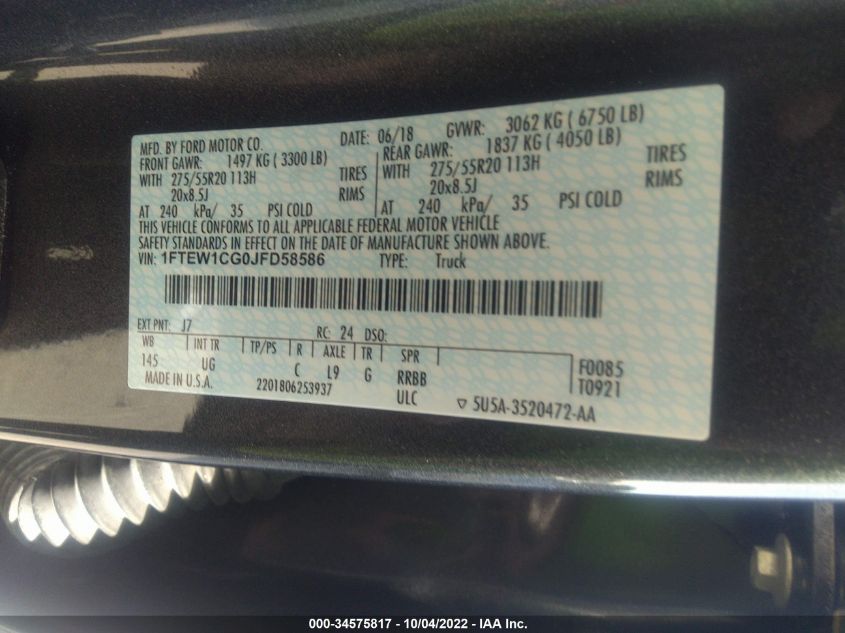 MFD. BY FORD MOTOR CO. DATE: 06/18 GVWR: 3062 KG ( 6750 LB)
FRONT GAWR: 1497 KG ( 3300 LB) REAR GAWR: 1837 KG ( 4050 LB)
WITH 275/55R20 113H TIRES WITH 275/55R20 113H TIRES
20x8.5J RIMS 20x8.5J RIMS
AT 240 kPa/ 35 PSI COLD AT 240 kPa/ 35 PSI COLD
THIS VEHICLE CONFORMS TO ALL APPLICABLE FEDERAL MOTOR VEHICLE
SAFETY STANDARDS IN EFFECT ON THE DATE OF MANUFACTURE SHOWN ABOVE.
VIN: 1FTEW1CG0JFD58586 TYPE: Truck
EXT PNT: J7 RC: 24 DSO:
WB INT TR TP/PS R AXLE TR SPR
145 UG C L9 G RRBB F0085
MADE IN U.S.A. 2201806253937 ULC T0921
▽ 5U5A-3520472-AA
000-34575817 - 10/04/2022 - IAA Inc.